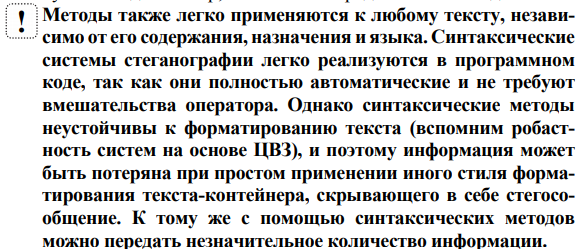 ! Методы также легко применяются к любому тексту, незави-
симо от его содержания, назначения и языка. Синтаксические
системы стеганографии легко реализуются в программном
коде, так как они полностью автоматические и не требуют
вмешательства оператора. Однако синтаксические методы
неустойчивы к форматированию текста (вспомним робаст-
ность систем на основе ЦВЗ), и поэтому информация может
быть потеряна при простом применении иного стиля форма-
тирования текста-контейнера, скрывающего в себе стегосо-
общение. К тому же с помощью синтаксических методов
можно передать незначительное количество информации.